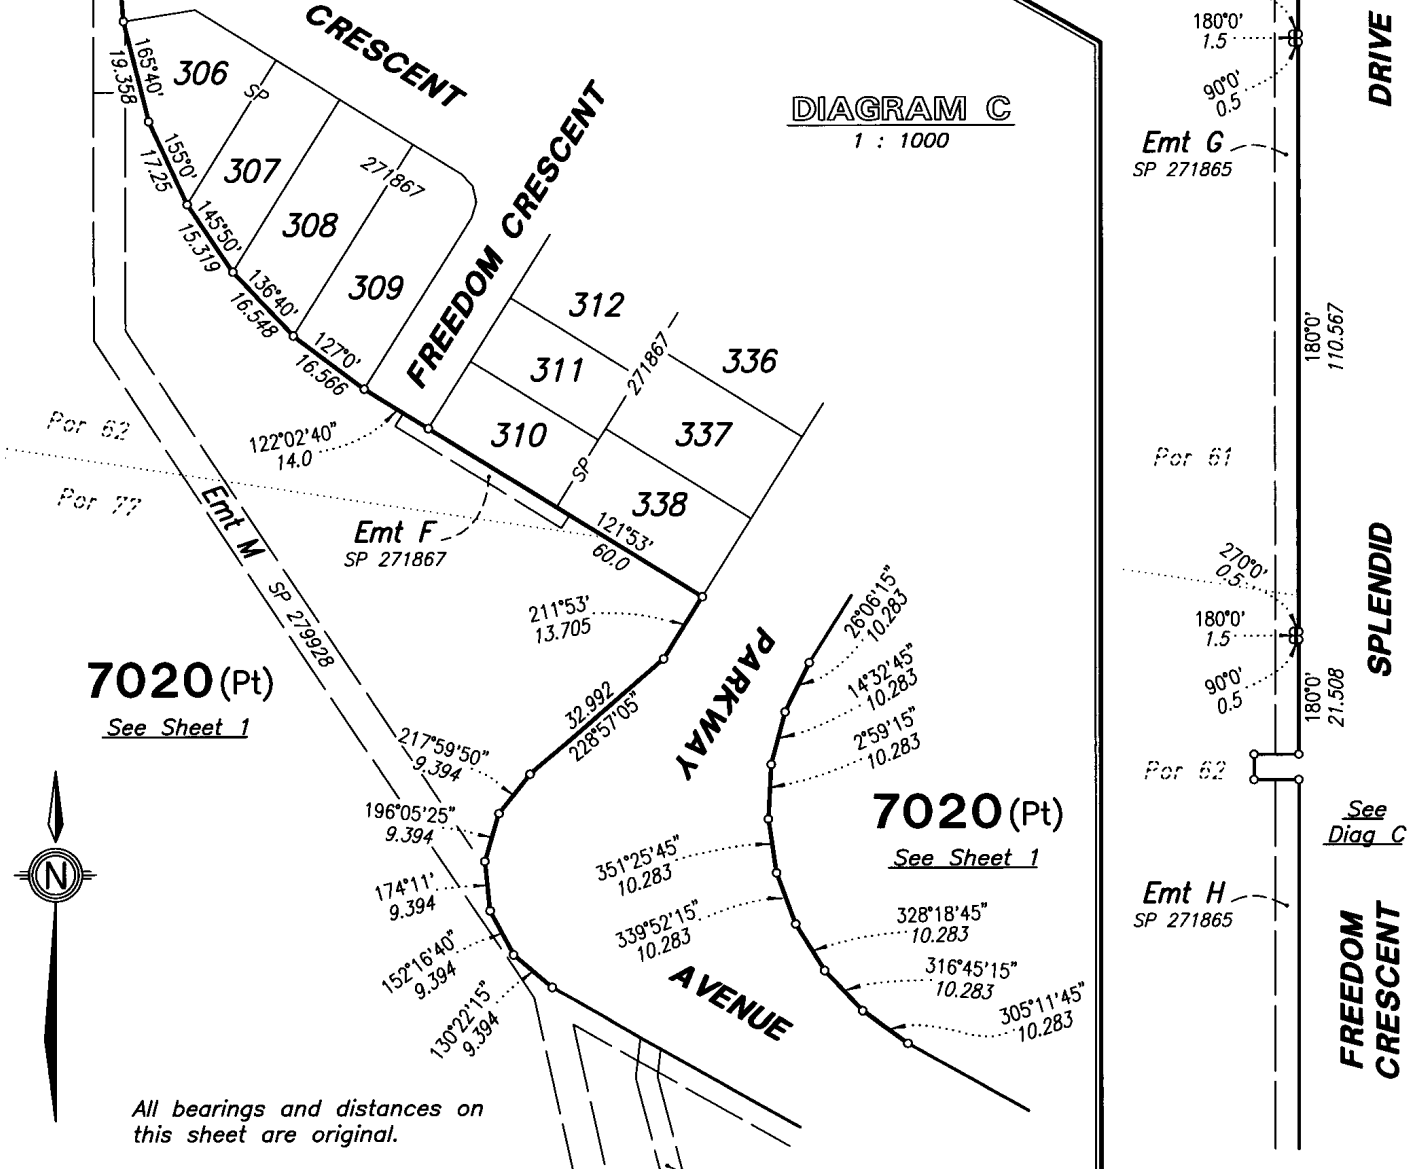 CRESCENT
165°40'
19.358
306
SP
155°0'
17.25
307
271867
145°50'
15.319
308
136°40'
16.548
309
127°0'
16.566
FREEDOM CRESCENT
DIAGRAM C
1 : 1000
312
311
310
271867
SP
336
337
338
122°02'40"
14.0
Por 62
Por 77
Emt M
SP 279928
Emt F
SP 271867
121°53'
60.0
211°53'
13.705
32.992
228°57'05"
7020 (Pt)
See Sheet 1
217°59'50"
9.394
196°05'25"
9.394
174°11'
9.394
152°16'40"
9.394
130°22'15"
9.394
PARKWAY
AVENUE
26°06'15"
10.283
14°32'45"
10.283
2°59'15"
10.283
7020 (Pt)
See Sheet 1
351°25'45"
10.283
339°52'15"
10.283
328°18'45"
10.283
316°45'15"
10.283
305°11'45"
10.283
N
All bearings and distances on
this sheet are original.
180°0'
1.5
90°0'
0.5
DRIVE
Emt G
SP 271865
180°0'
110.567
Por 61
270°0'
0.5
180°0'
1.5
90°0'
0.5
180°0'
21.508
SPLENDID
Por 62
See
Diag C
Emt H
SP 271865
FREEDOM
CRESCENT